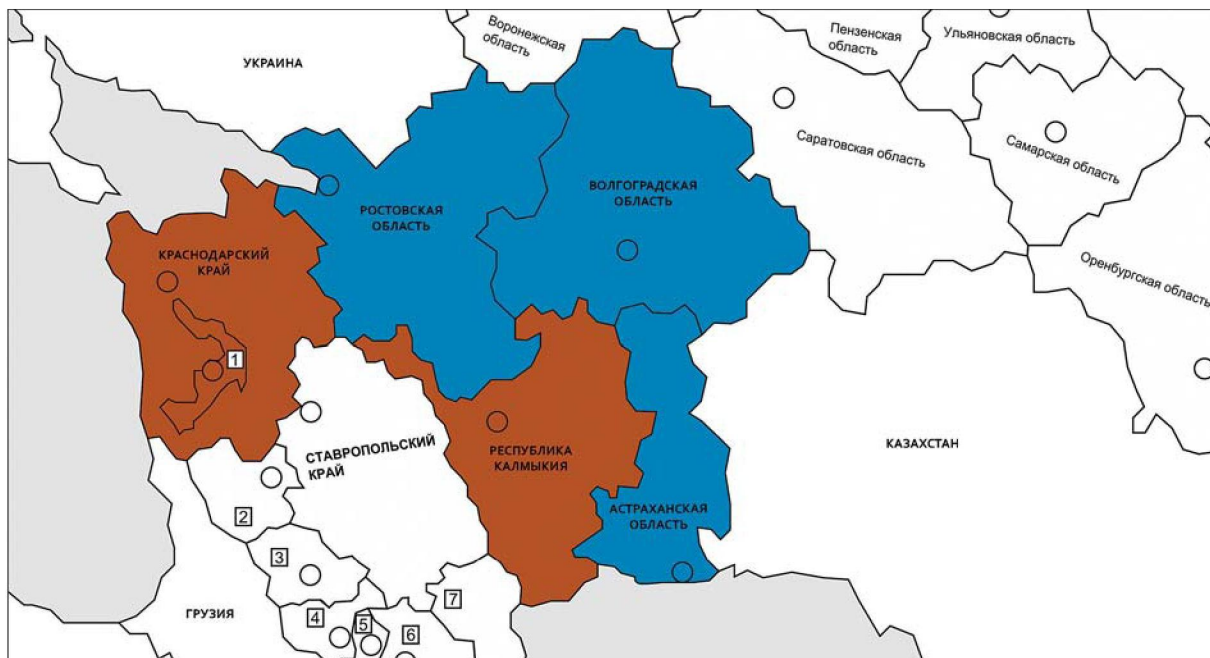 Воронежская
область
Пензенская
область
Ульяновская область
УКРАИНА
Саратовская область
Самарская область
ВОЛГОГРАДСКАЯ
ОБЛАСТЬ
РОСТОВСКАЯ
ОБЛАСТЬ
КРАСНОДАРСКИЙ
КРАЙ
Оренбургская область
1
СТАВРОПОЛЬСКИЙ
КРАЙ
РЕСПУБЛИКА
КАЛМЫКИЯ
КАЗАХСТАН
АСТРАХАНСКАЯ
ОБЛАСТЬ
2
3
7
ГРУЗИЯ
4
5
6